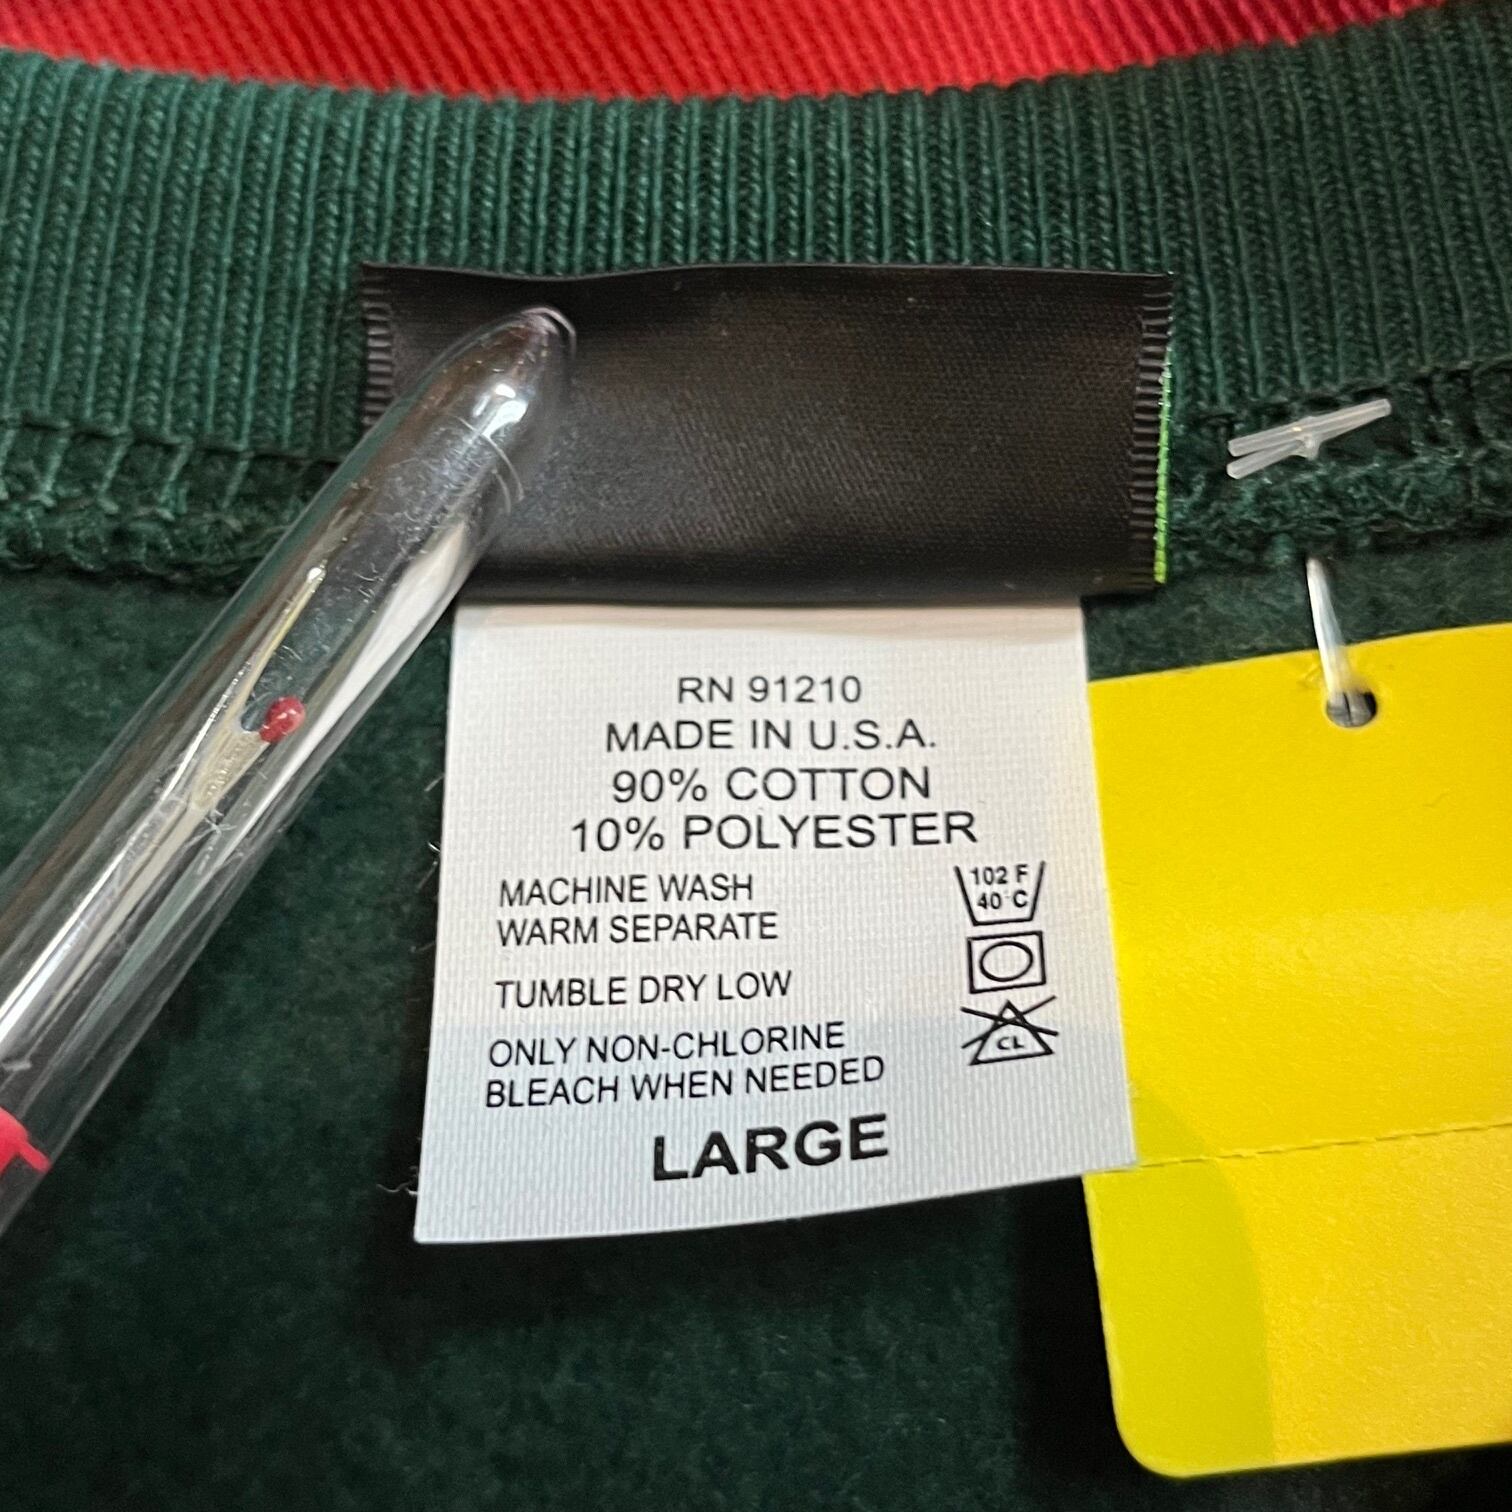 RN 91210
MADE IN U.S.A.
90% COTTON
10% POLYESTER
MACHINE WASH
WARM SEPARATE
102 F
40°C
TUMBLE DRY LOW
ONLY NON-CHLORINE
BLEACH WHEN NEEDED
CL
LARGE